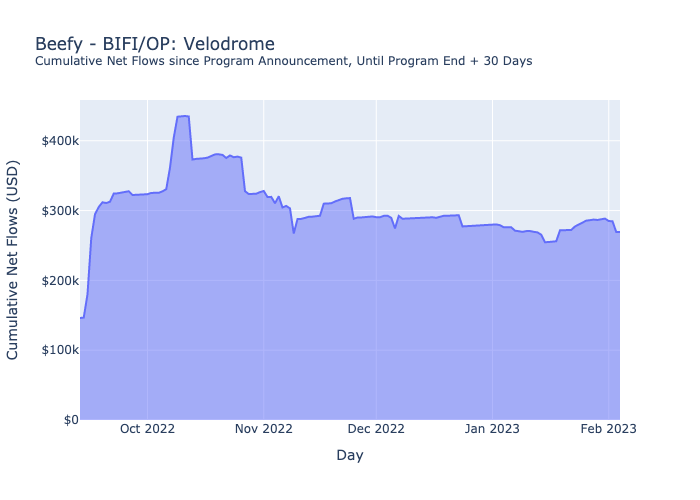 Beefy - BIFI/OP: Velodrome
Cumulative Net Flows since Program Announcement, Until Program End + 30 Days
Cumulative Net Flows (USD)
$400k
$300k
$200k
$100k
$0
Oct 2022
Nov 2022
Dec 2022
Jan 2023
Feb 2023
Day